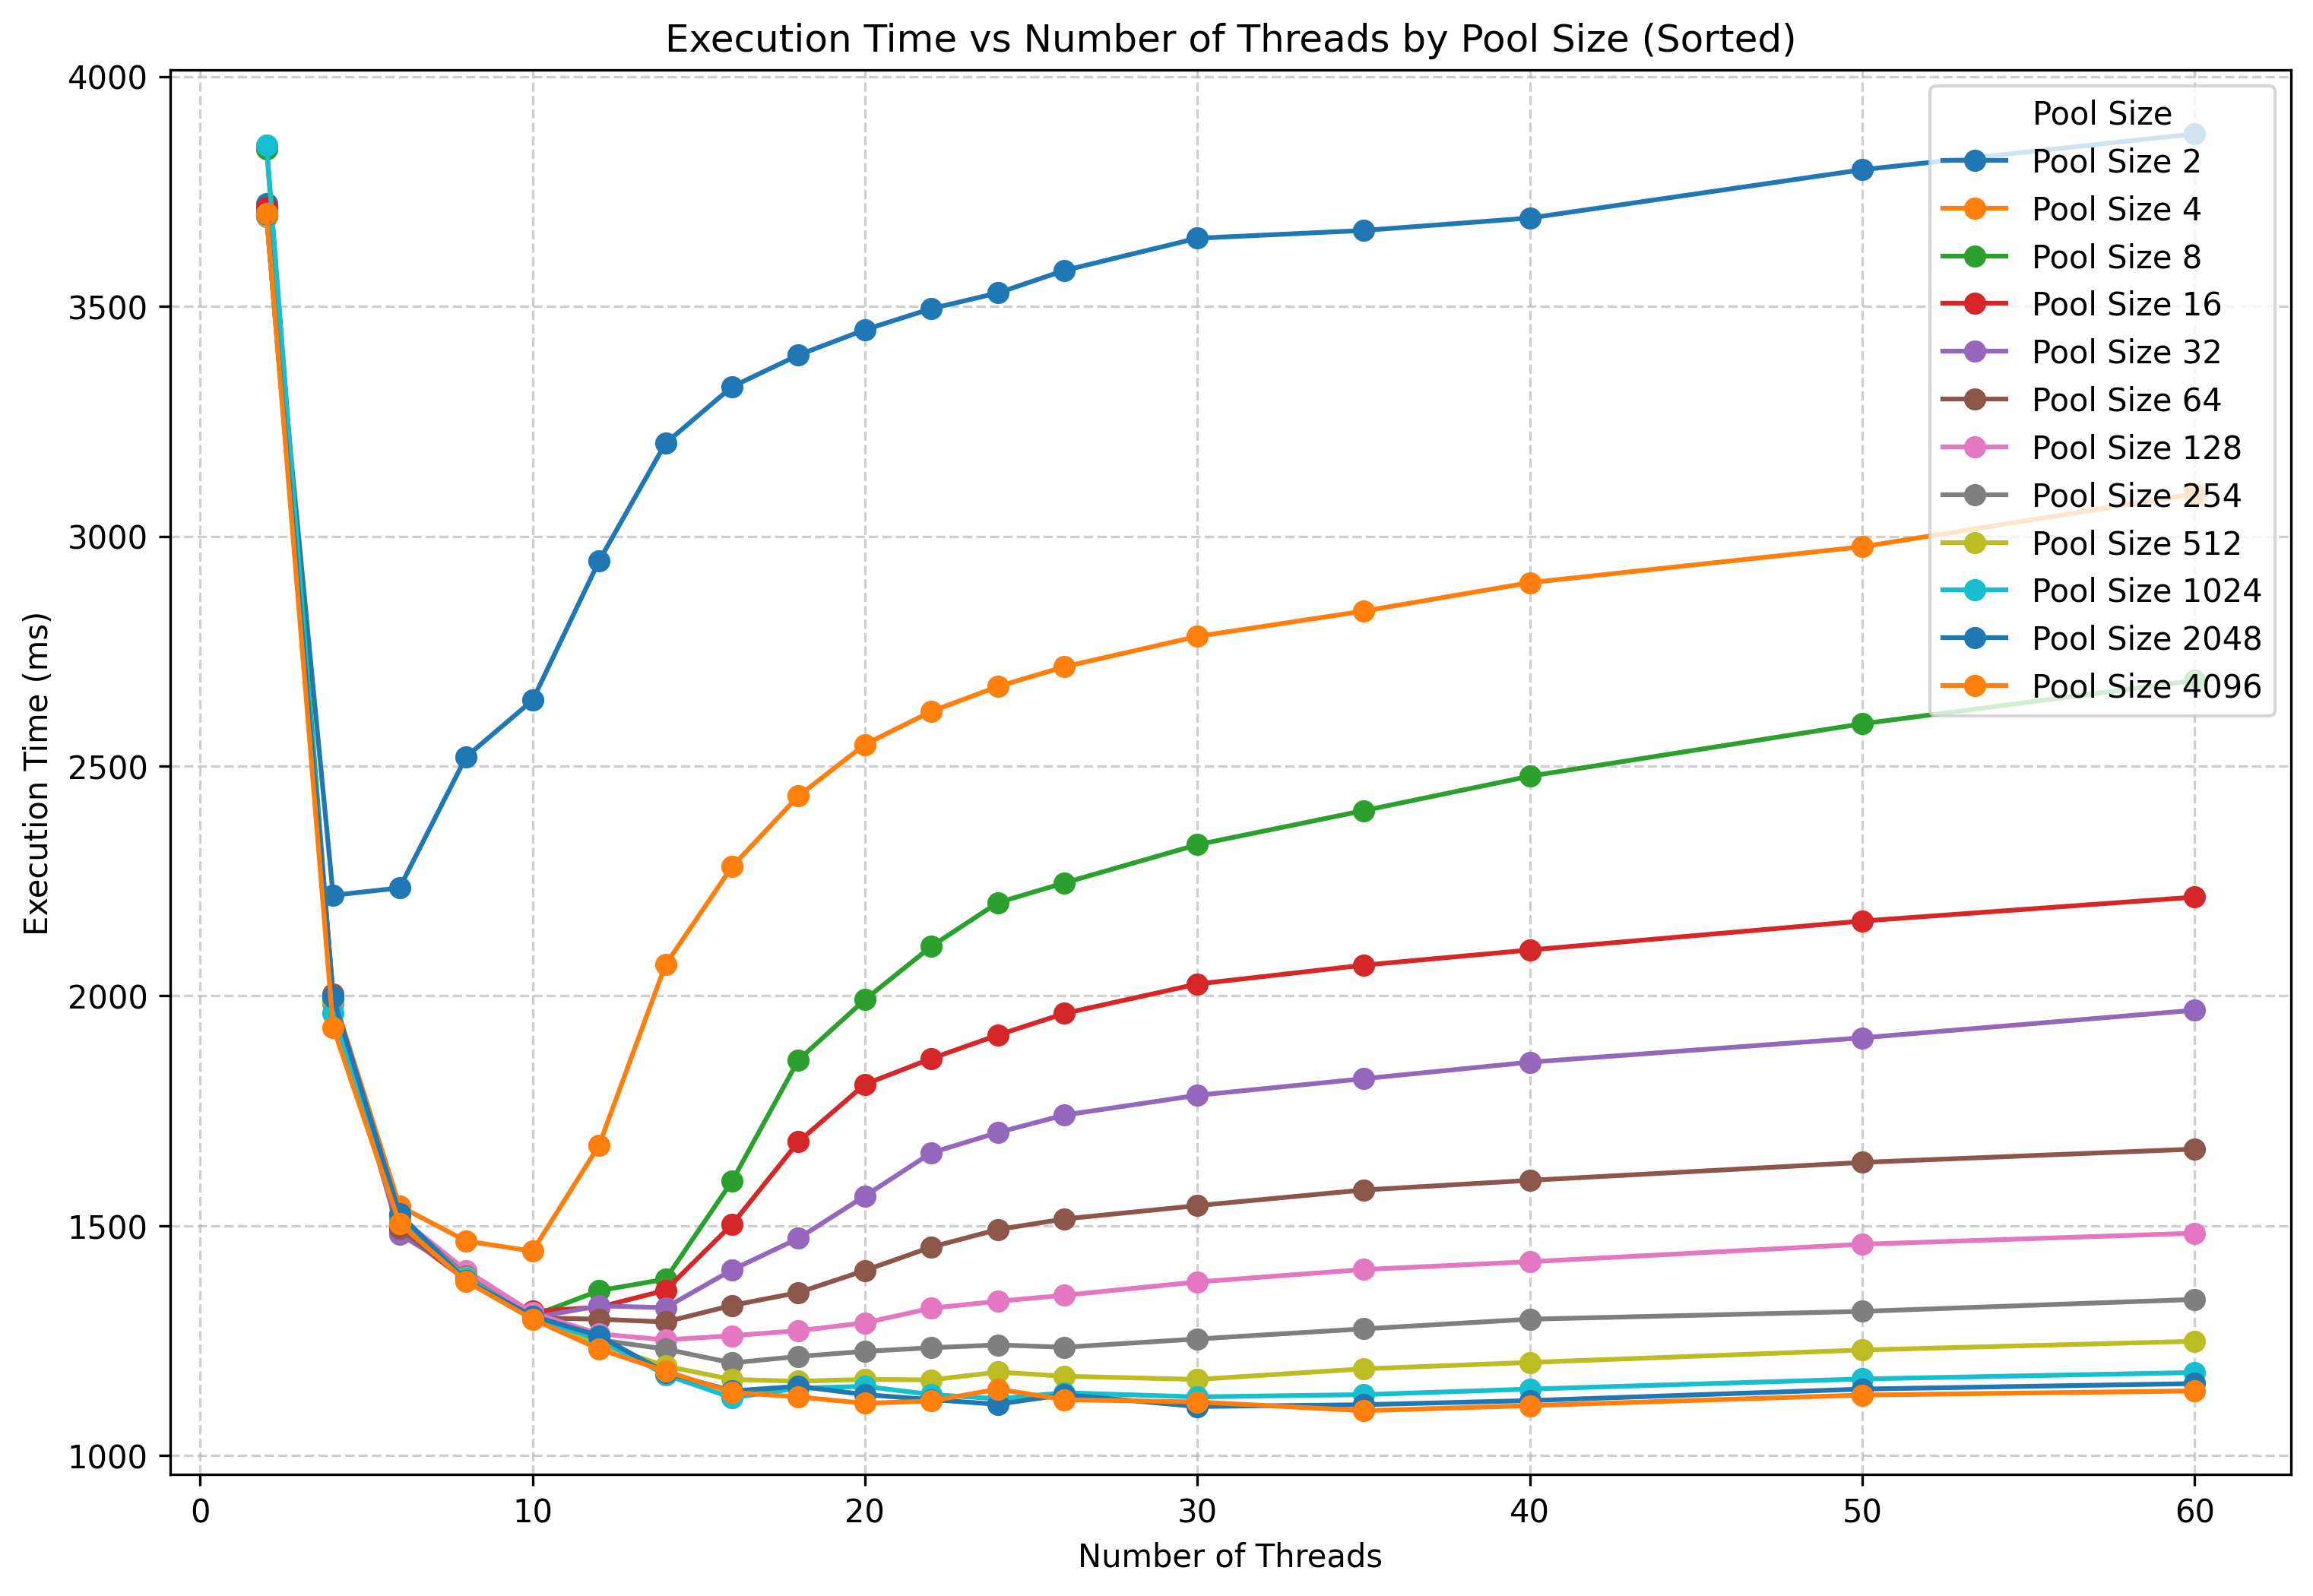 Execution Time vs Number of Threads by Pool Size (Sorted)
4000
3500
3000
2500
2000
1500
1000
Execution Time (ms)
Pool Size
Pool Size 2
Pool Size 4
Pool Size 8
Pool Size 16
Pool Size 32
Pool Size 64
Pool Size 128
Pool Size 254
Pool Size 512
Pool Size 1024
Pool Size 2048
Pool Size 4096
0 10 20 30 40 50 60
Number of Threads